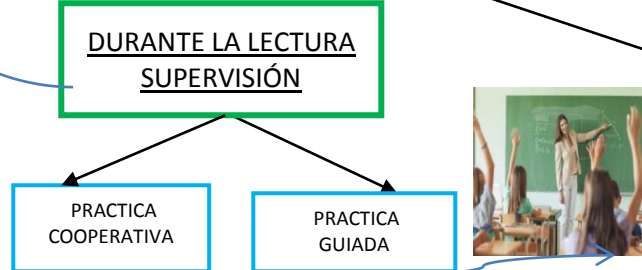 DURANTE LA LECTURA
SUPERVISIÓN
PRACTICA
COOPERATIVA
PRACTICA
GUIADA